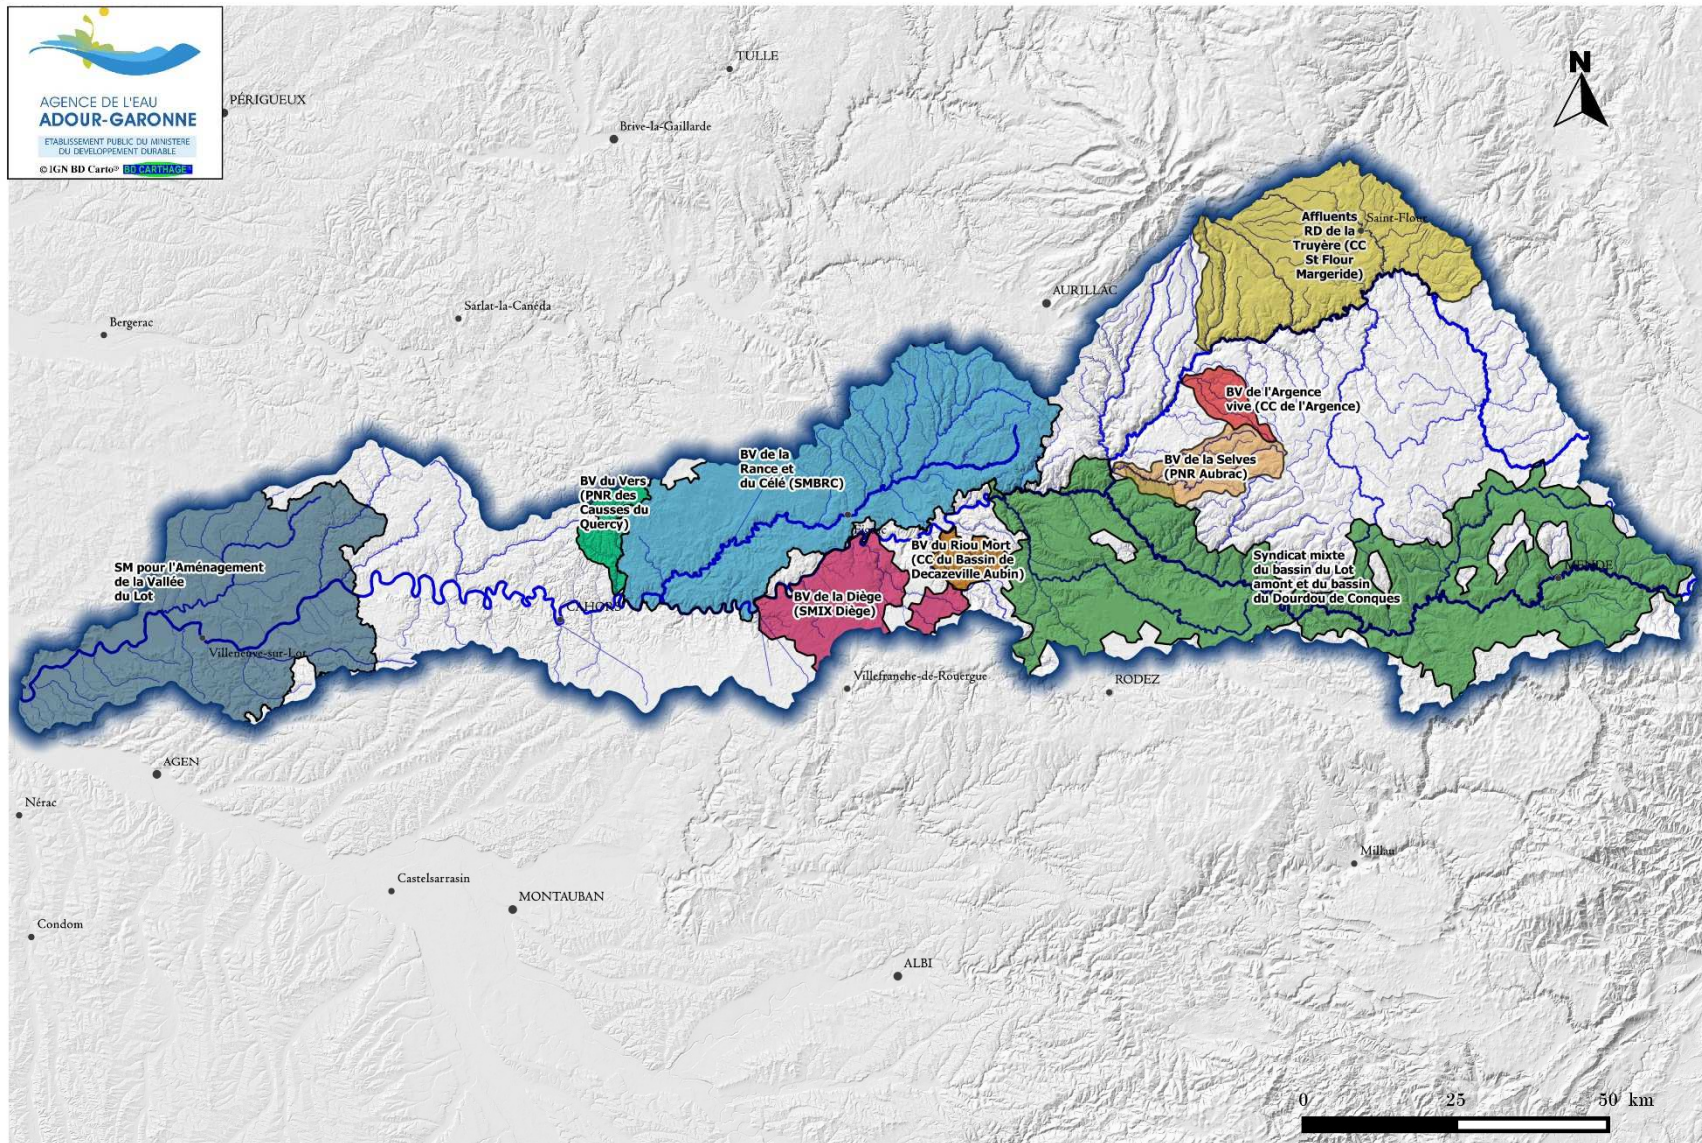 AGENCE DE L'EAU
ADOUR-GARONNE
ETABLISSEMENT PUBLIC DU MINISTERE
DU DEVELOPPEMENT DURABLE
© IGN BD Carto® BD CARTHAGE®
TULLE
PÉRIGUEUX
Brive-la-Gaillarde
N
Affluents
RD de la
Truyère (CC
St Flour
Margeride)
Saint-Flour
AURILLAC
Sarlat-la-Canéda
Bergerac
BV de l'Argence
vive (CC de l'Argence)
BV de la Selves
(PNR Aubrac)
BV de la
Rance et
du Célé (SMBRC)
BV du Vers
(PNR des
Causses du
Quercy)
Figeac
BV du Riou Mort
(CC du Bassin de
Decazeville Aubin)
SM pour l'Aménagement
de la Vallée
du Lot
Syndicat mixte
du bassin du Lot
amont et du bassin
du Dourdou de Conques
MENDE
BV de la Diège
(SMIX Diège)
CAHORS
Villeneuve-sur-Lot
Villefranche-de-Rouergue
RODEZ
AGEN
Nérac
Millau
Castelsarrasin
MONTAUBAN
Condom
ALBI
0 25 50 km